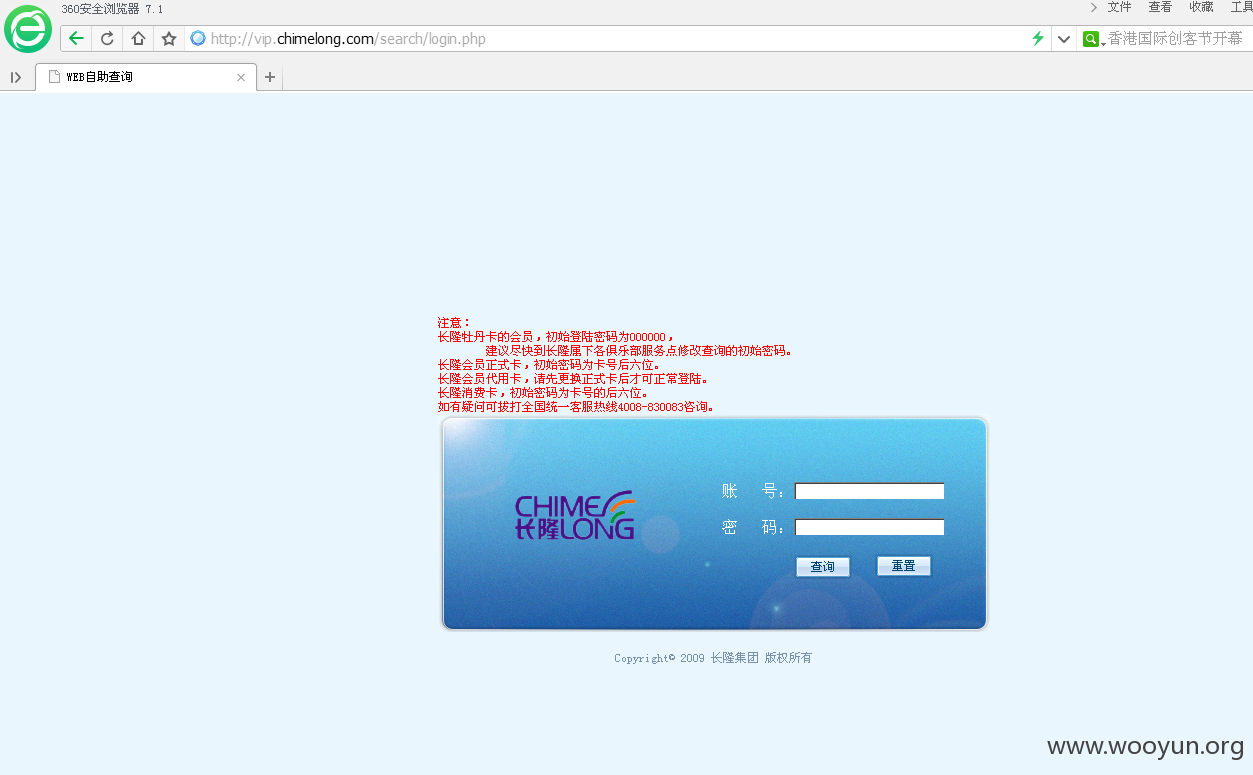 360安全浏览器 7.1
文件 查看 收藏 工具
http://vip.chimelong.com/search/login.php
香港国际创客节开幕
WEB自助查询
注意：
长隆牡丹卡的会员，初始登陆密码为000000，
建议尽快到长隆属下各俱乐部服务点修改查询的初始密码。
长隆会员正式卡，初始密码为卡号后六位。
长隆会员代用卡，请先更换正式卡后才可正常登陆。
长隆消费卡，初始密码为卡号的后六位。
如有疑问可拨打全国统一客服热线4008-830083咨询。
CHIME
长隆LONG
账 号：
密 码：
查询 重置
Copyright© 2009 长隆集团 版权所有
www.wooyun.org